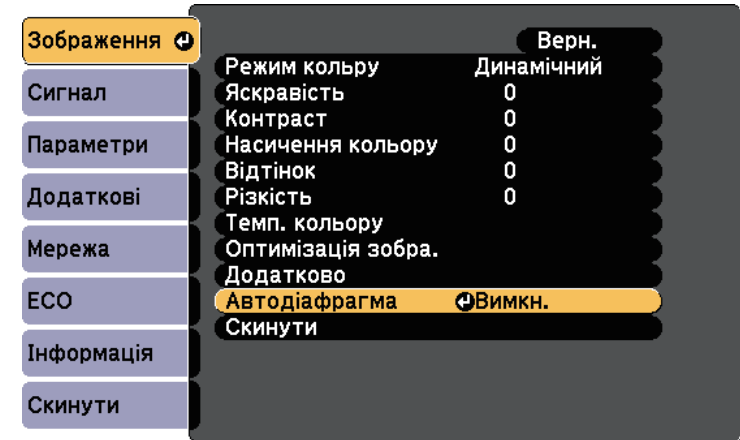 Зображення
Сигнал
Параметри
Додаткові
Мережа
ECO
Інформація
Скинути
Верн.
Режим кольру Динамічний
Яскравість 0
Контраст 0
Насичення кольору 0
Відтінок 0
Різкість 0
Темп. кольору
Оптимізація зобра.
Додатково
Автодіафрагма Вимкн.
Скинути